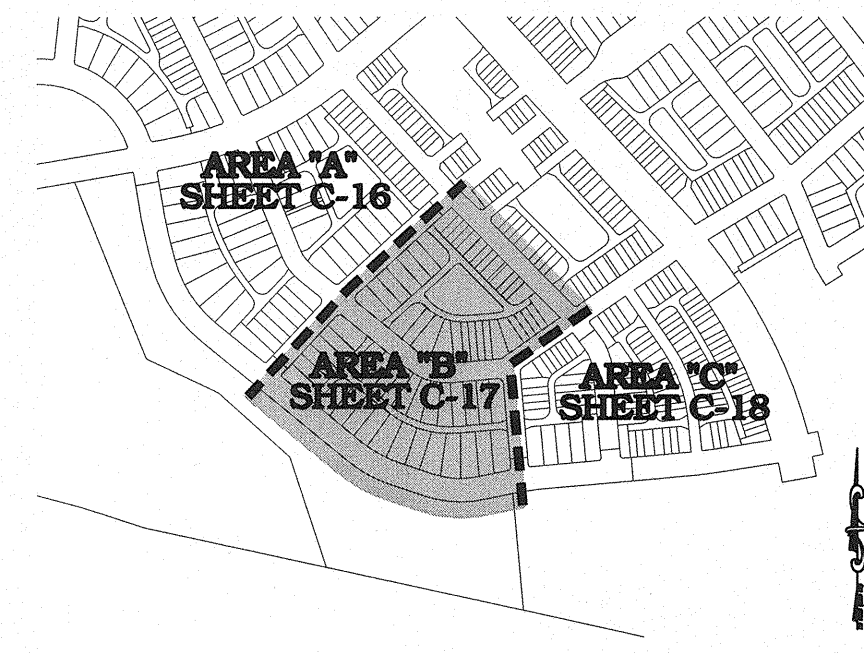 AREA "A"
SHEET C-16
AREA "B"
SHEET C-17
AREA "C"
SHEET C-18